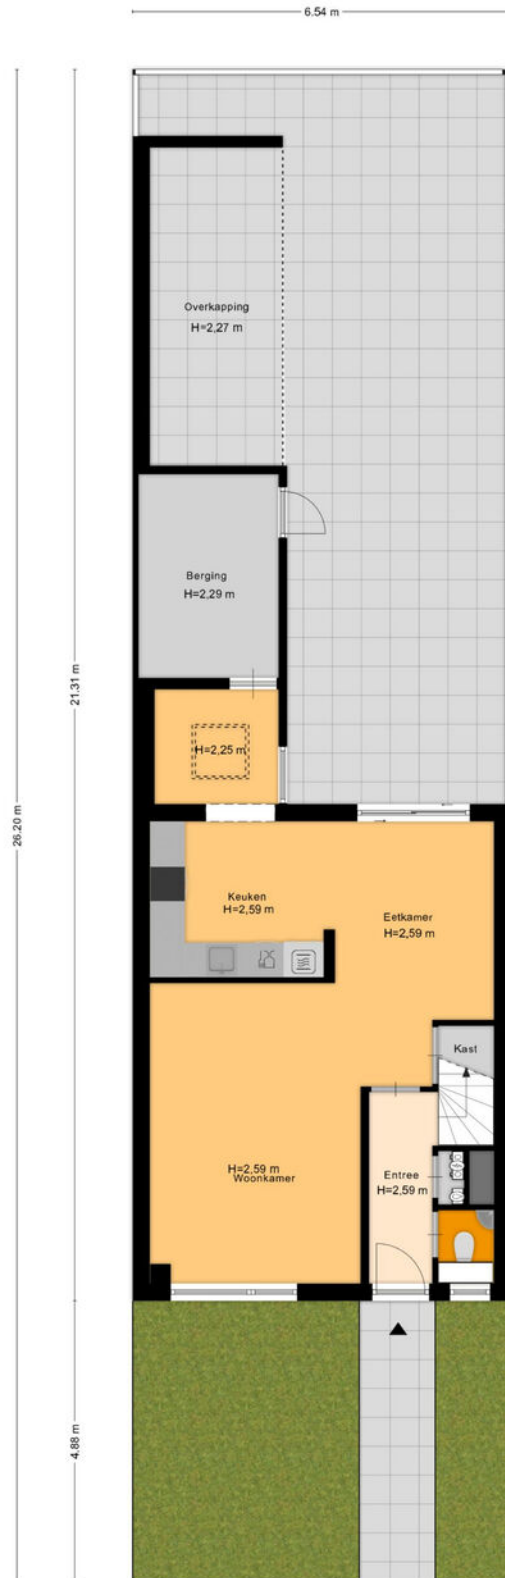 6.54 m
Overkapping
H=2,27 m
Berging
H=2,29 m
21.31 m
H=2,25 m
26.20 m
Keuken
H=2,59 m
Eetkamer
H=2,59 m
Kast
H=2,59 m
Woonkamer
Entree
H=2,59 m
4.88 m